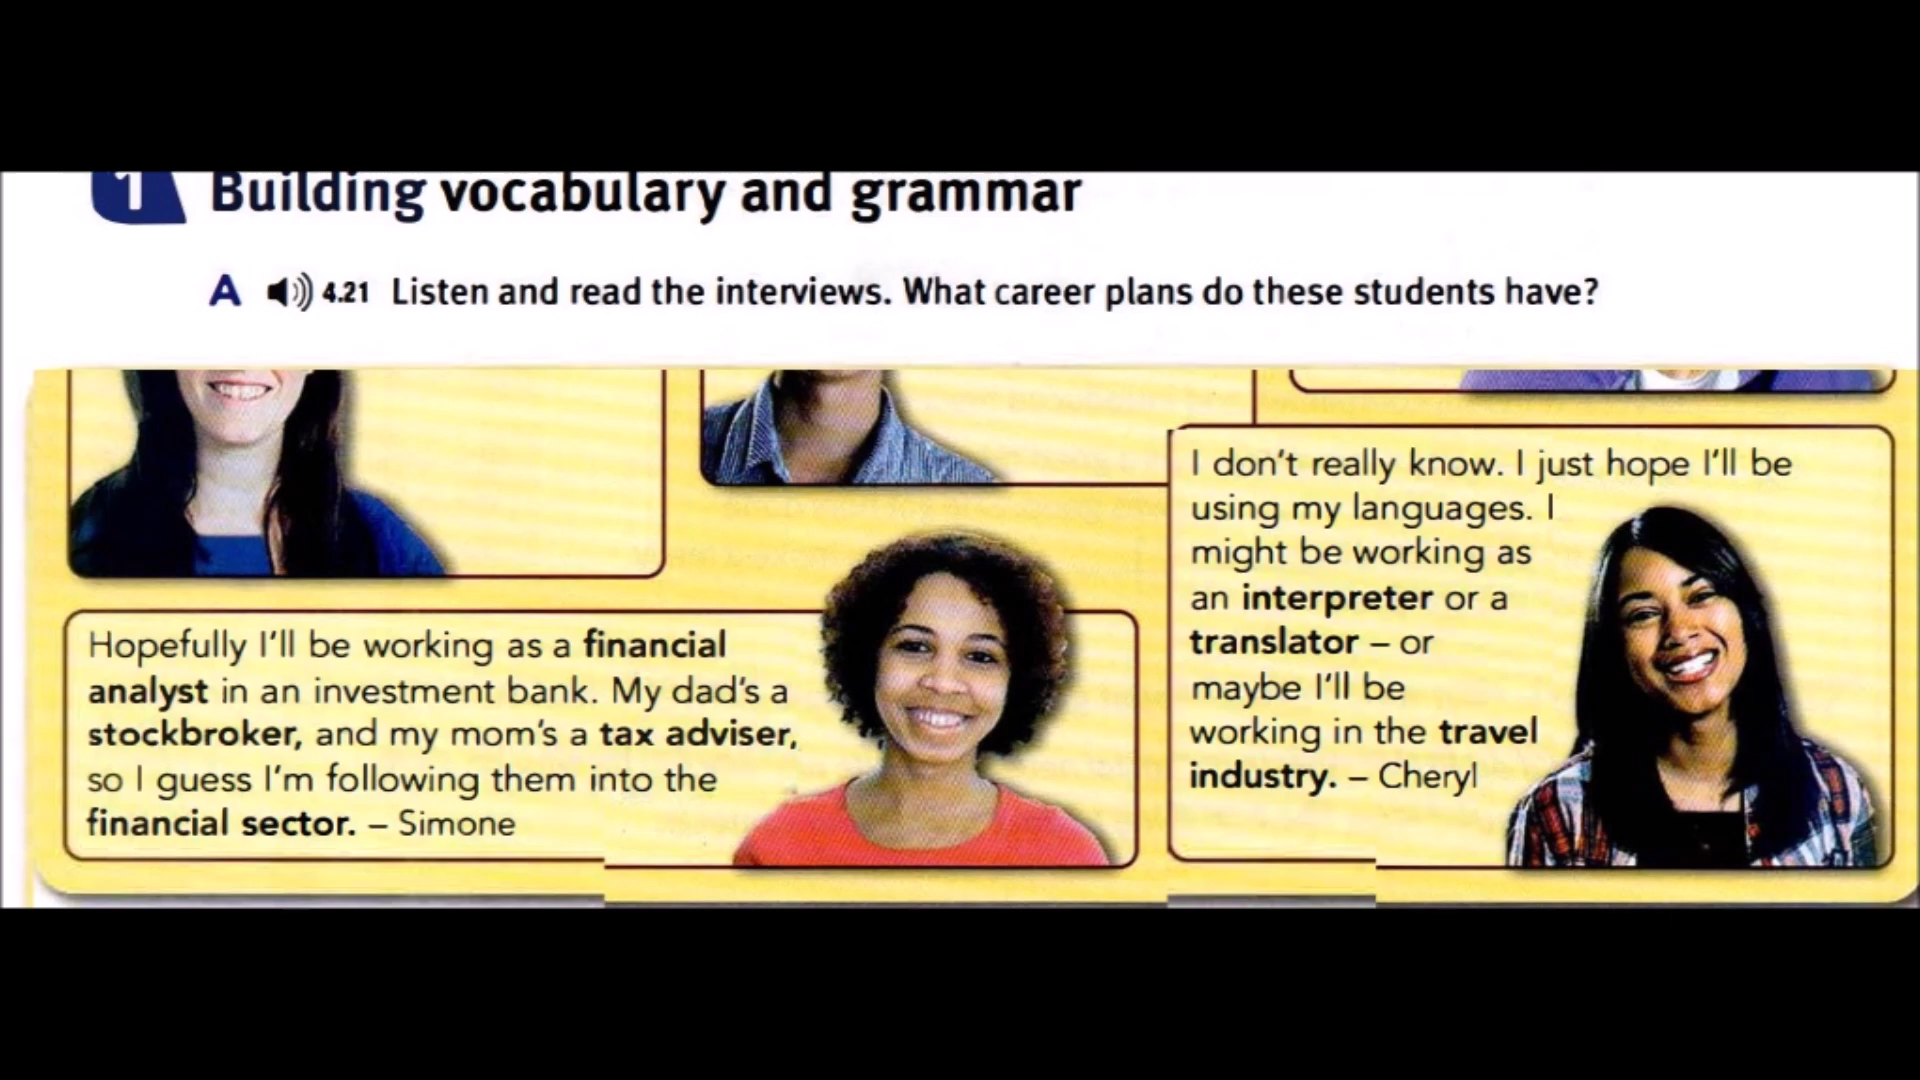 1 Building vocabulary and grammar
A 4.21 Listen and read the interviews. What career plans do these students have?
Hopefully I'll be working as a financial
analyst in an investment bank. My dad's a
stockbroker, and my mom's a tax adviser,
so I guess I'm following them into the
financial sector. – Simone
I don't really know. I just hope I'll be
using my languages. I
might be working as
an interpreter or a
translator – or
maybe I'll be
working in the travel
industry. – Cheryl